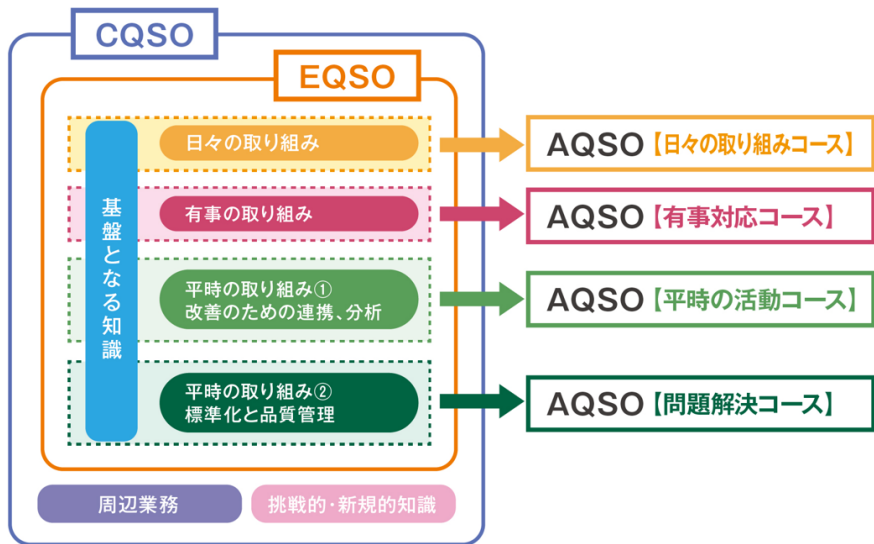 CQSO
EQSO
基盤となる知識
日々の取り組み
AQSO【日々の取り組みコース】
有事の取り組み
AQSO【有事対応コース】
平時の取り組み①
改善のための連携、分析
AQSO【平時の活動コース】
平時の取り組み②
標準化と品質管理
AQSO【問題解決コース】
周辺業務
挑戦的・新規的知識